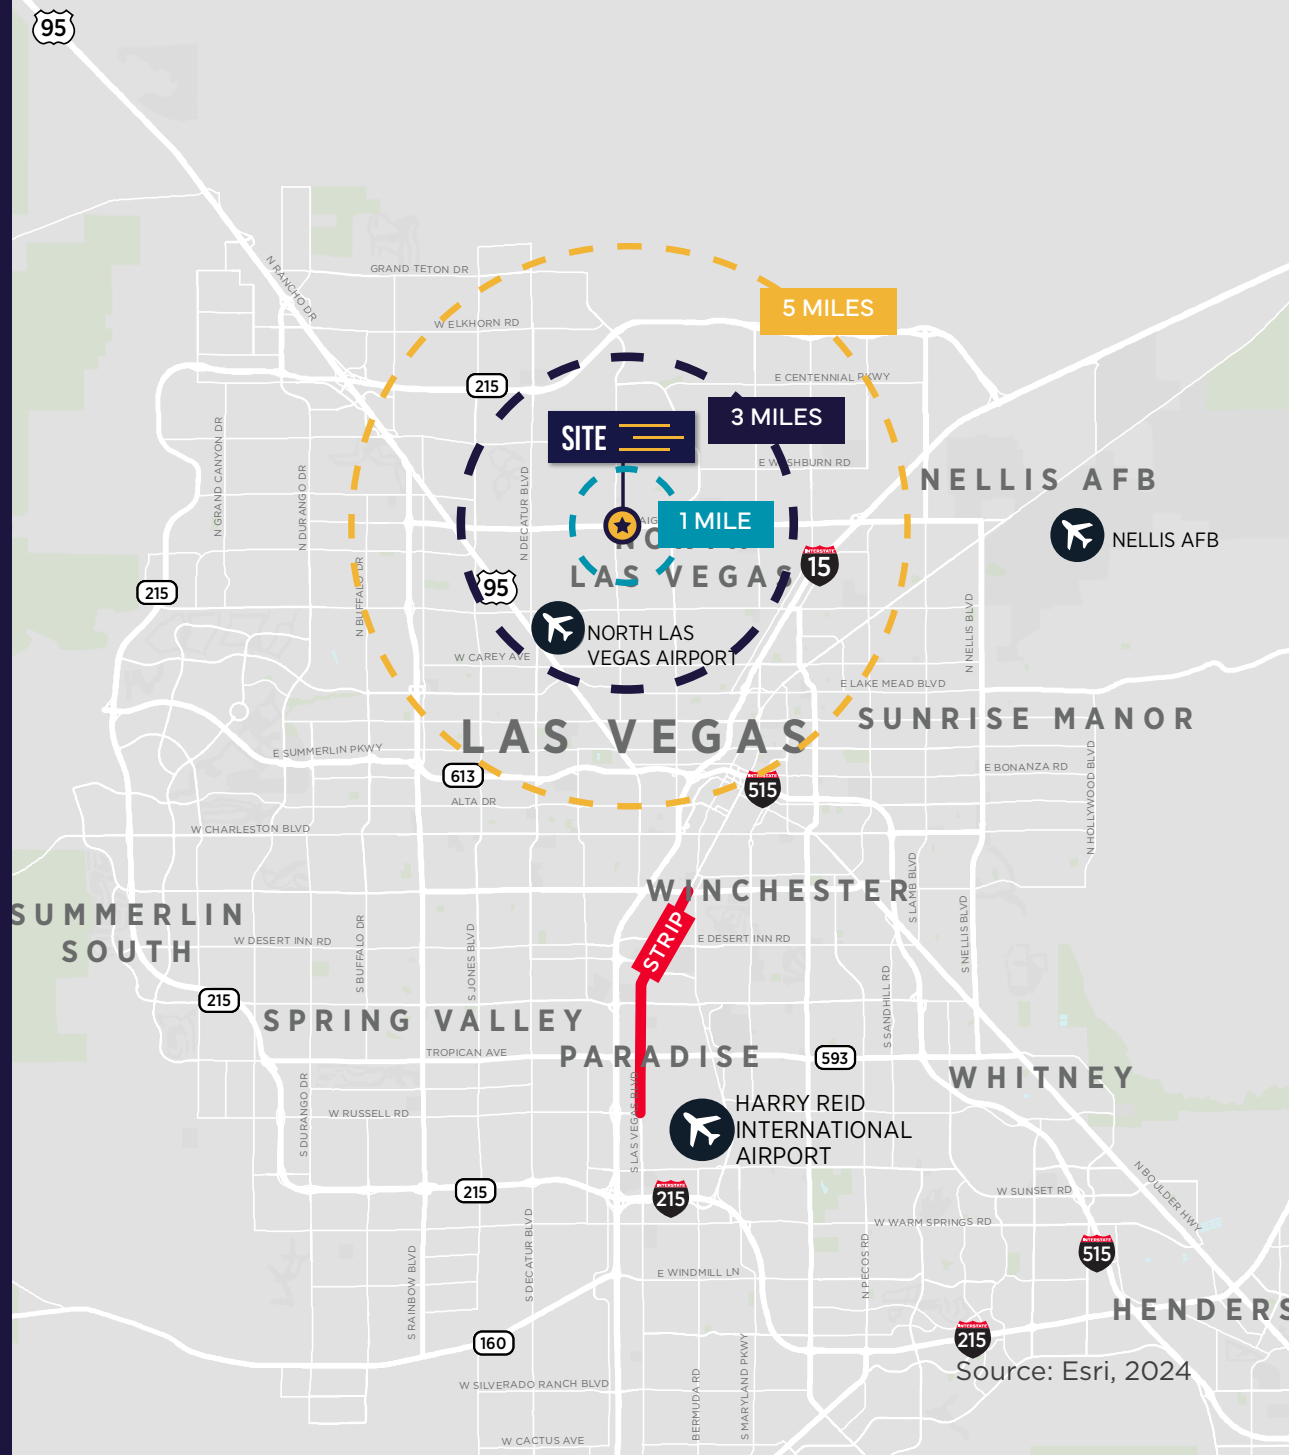 95
N RANCHO DR
GRAND TETON DR
W ELKHORN RD
5 MILES
215
E CENTENNIAL PKWY
3 MILES
SITE
N GRAND CANYON DR
N DURANGO DR
N DECATUR BLVD
E WASHBURN RD
NELLIS AFB
1 MILE
NELLIS AFB
LAS VEGAS
INTERSTATE
15
95
215
N BUFFALO DR
NORTH LAS
VEGAS AIRPORT
W CAREY AVE
N NELLIS BLVD
E LAKE MEAD BLVD
SUNRISE MANOR
LAS VEGAS
E SUMMERLIN PKWY
613
INTERSTATE
515
E BONANZA RD
N HOLLYWOOD BLVD
ALTA DR
W CHARLESTON BLVD
WINCHESTER
S LAMB BLVD
SUMMERLIN
SOUTH
W DESERT INN RD
S BUFFALO DR
S JONES BLVD
STRIP
E DESERT INN RD
S NELLIS BLVD
215
SPRING VALLEY
S SANDHILL RD
TROPICAN AVE
PARADISE
593
WHITNEY
S DURANGO DR
W RUSSELL RD
S LAS VEGAS BLVD
HARRY REID
INTERNATIONAL
AIRPORT
215
INTERSTATE
215
W SUNSET RD
N BOULDER HWY
W WARM SPRINGS RD
INTERSTATE
515
S DECATUR BLVD
S RAINBOW BLVD
E WINDMILL LN
N PECOS RD
HENDERS
160
INTERSTATE
215
Source: Esri, 2024
W SILVERADO RANCH BLVD
BERMUDA RD
S MARYLAND PKWY
W CACTUS AVE